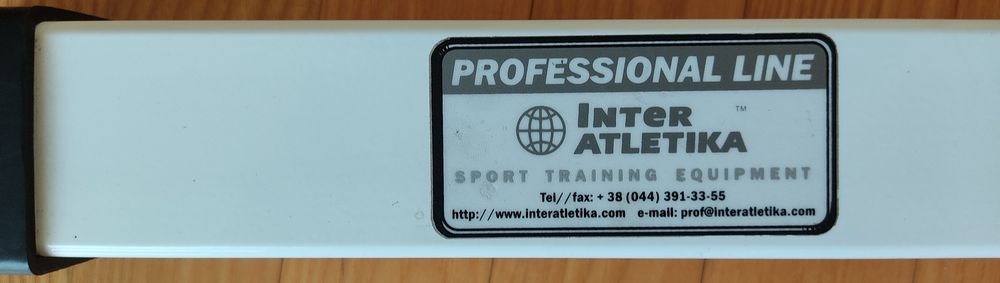 PROFESSIONAL LINE
INTER ™
ATLETIKA
SPORT TRAINING EQUIPMENT
Tel//fax: + 38 (044) 391-33-55
http://www.interatletika.com e-mail: prof@interatletika.com